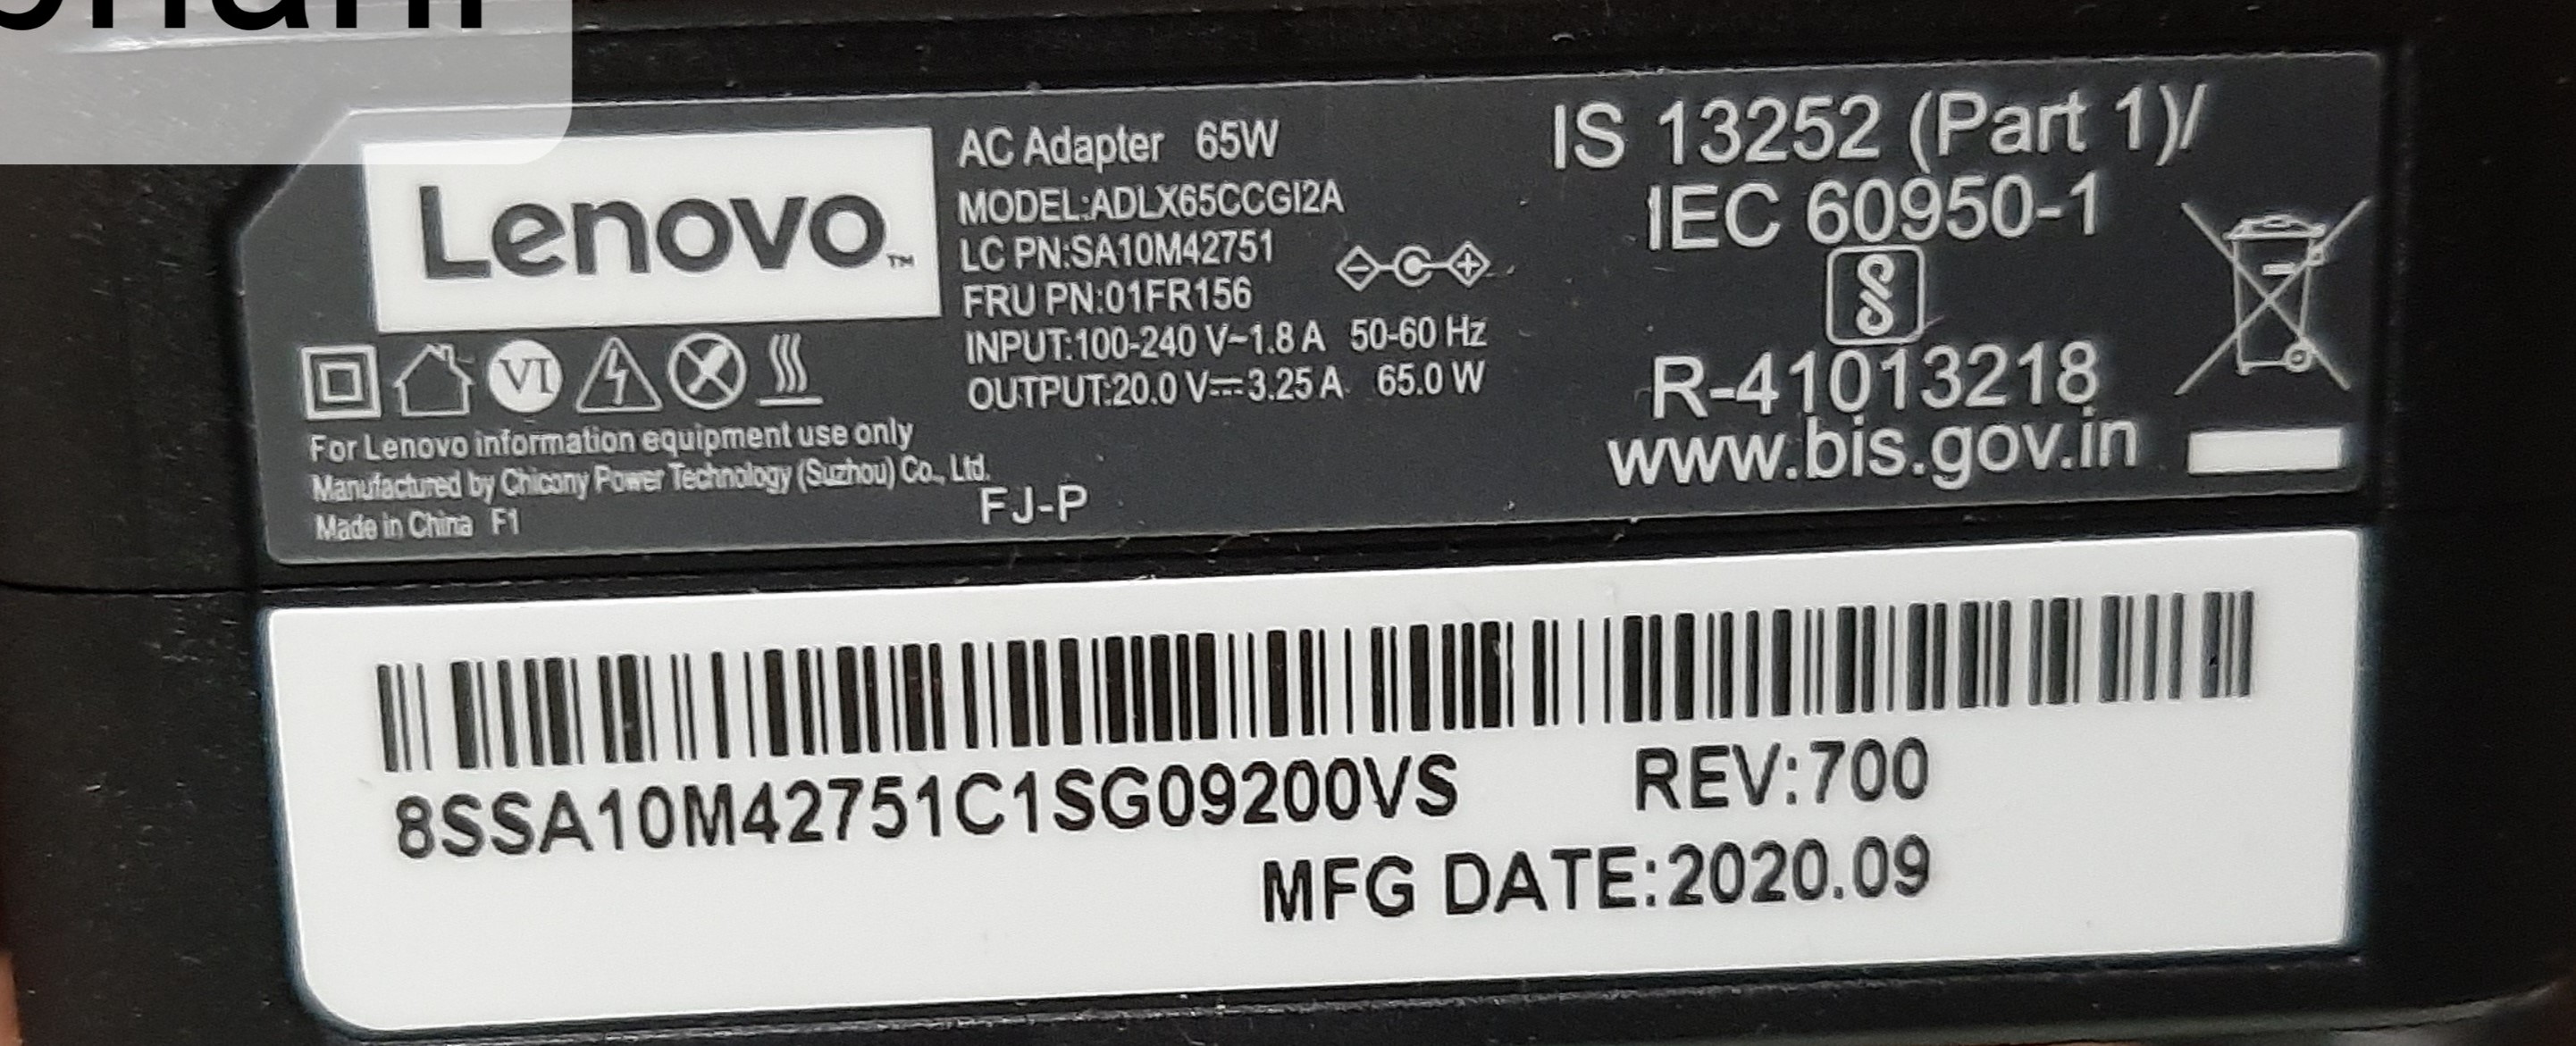 Lenovo™
AC Adapter 65W
MODEL:ADLX65CCGI2A
LC PN:SA10M42751
FRU PN:01FR156
INPUT:100-240 V~1.8 A 50-60 Hz
OUTPUT:20.0 V⎓3.25 A 65.0 W
VI
For Lenovo information equipment use only
Manufactured by Chicony Power Technology (Suzhou) Co., Ltd.
Made in China F1
FJ-P
IS 13252 (Part 1)/
IEC 60950-1
R-41013218
www.bis.gov.in
8SSA10M42751C1SG09200VS REV:700
MFG DATE:2020.09